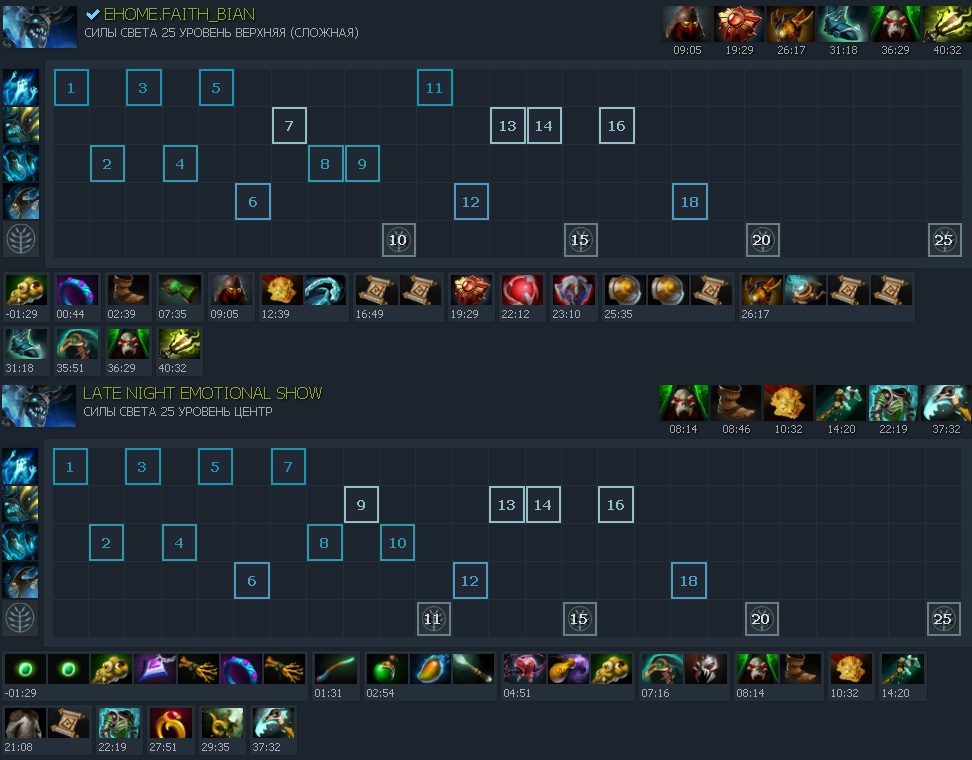 EHOME.FAITH_BIAN
СИЛЫ СВЕТА 25 УРОВЕНЬ ВЕРХНЯЯ (СЛОЖНАЯ)
09:05 19:29 26:17 31:18 36:29 40:32
1 3 5 11
7 13 14 16
2 4 8 9
6 12 18
10 15 20 25
-01:29 00:44 02:39 07:35 09:05 12:39 16:49 19:29 22:12 23:10 25:35 26:17
31:18 35:51 36:29 40:32
LATE NIGHT EMOTIONAL SHOW
СИЛЫ СВЕТА 25 УРОВЕНЬ ЦЕНТР
08:14 08:46 10:32 14:20 22:19 37:32
1 3 5 7
9 13 14 16
2 4 8 10
6 12 18
11 15 20 25
-01:29 01:31 02:54 04:51 07:16 08:14 10:32 14:20
21:08 22:19 27:51 29:35 37:32